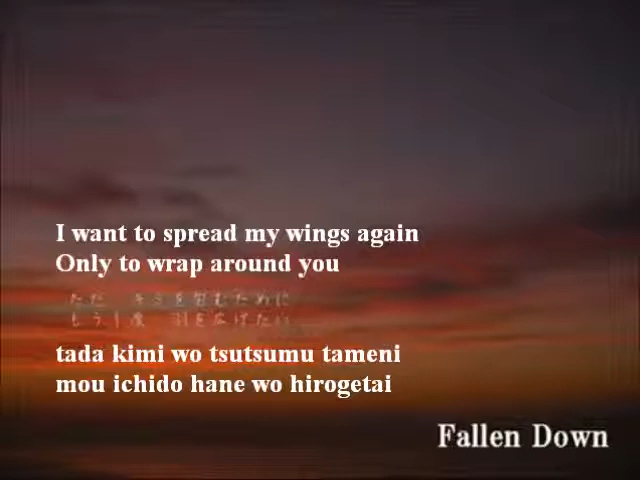 I want to spread my wings again
Only to wrap around you
ただ キミを包むために
もう1度 羽を広げたい
tada kimi wo tsutsumu tameni
mou ichido hane wo hirogetai
Fallen Down